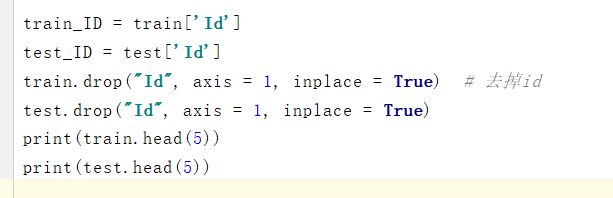 train_ID = train['Id']
test_ID = test['Id']
train.drop("Id", axis = 1, inplace = True)  # 去掉id
test.drop("Id", axis = 1, inplace = True)
print(train.head(5))
print(test.head(5))